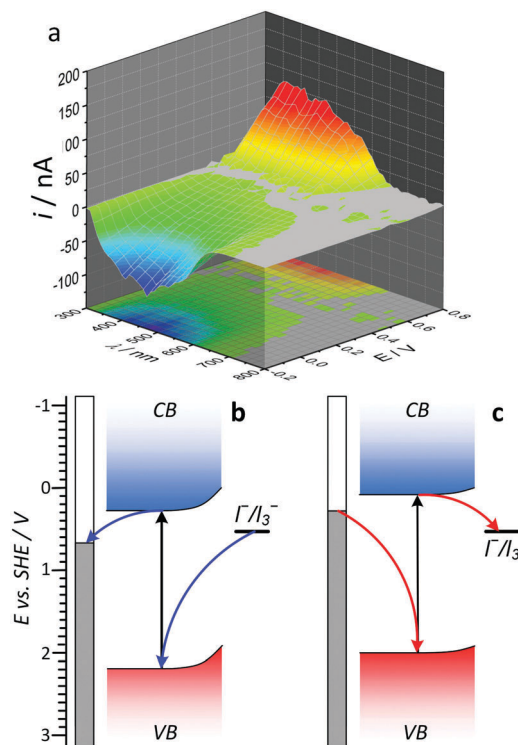 a
200
150
100
50
0
-50
-100
i / nA
300
400
500
600
700
800
λ / nm
-0.2
0.0
0.2
0.4
0.6
0.8
E / V
-1
0
1
2
3
E vs. SHE / V
CB b
I⁻/I₃⁻
VB
CB c
I⁻/I₃
VB